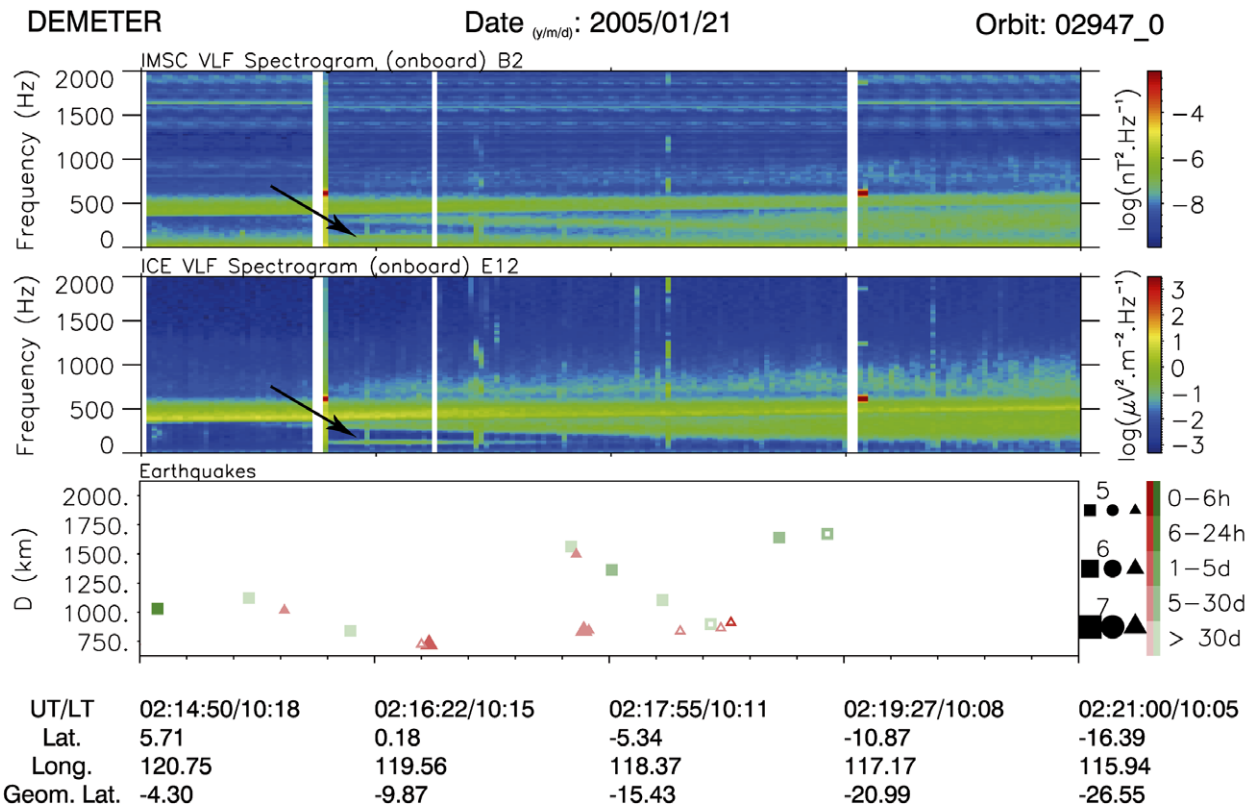 DEMETER Date (y/m/d): 2005/01/21 Orbit: 02947_0
IMSC VLF Spectrogram (onboard) B2
Frequency (Hz)
2000
1500
1000
500
0
log(nT².Hz⁻¹)
−4
−6
−8
ICE VLF Spectrogram (onboard) E12
Frequency (Hz)
2000
1500
1000
500
0
log(μV².m⁻².Hz⁻¹)
3
2
1
0
−1
−2
−3
Earthquakes
D (km)
2000.
1750.
1500.
1250.
1000.
750.
5
6
7
0−6h
6−24h
1−5d
5−30d
> 30d
UT/LT 02:14:50/10:18 02:16:22/10:15 02:17:55/10:11 02:19:27/10:08 02:21:00/10:05
Lat. 5.71 0.18 -5.34 -10.87 -16.39
Long. 120.75 119.56 118.37 117.17 115.94
Geom. Lat. -4.30 -9.87 -15.43 -20.99 -26.55